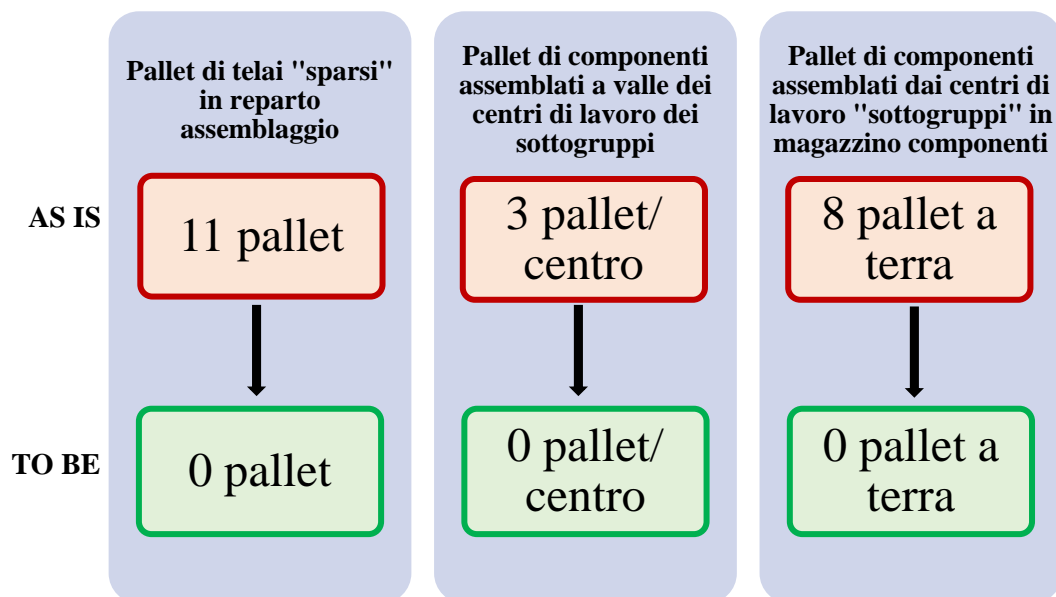 Pallet di telai "sparsi"
in reparto
assemblaggio
Pallet di componenti
assemblati a valle dei
centri di lavoro dei
sottogruppi
Pallet di componenti
assemblati dai centri di
lavoro "sottogruppi" in
magazzino componenti
AS IS
11 pallet
3 pallet/
centro
8 pallet a
terra
TO BE
0 pallet
0 pallet/
centro
0 pallet a
terra